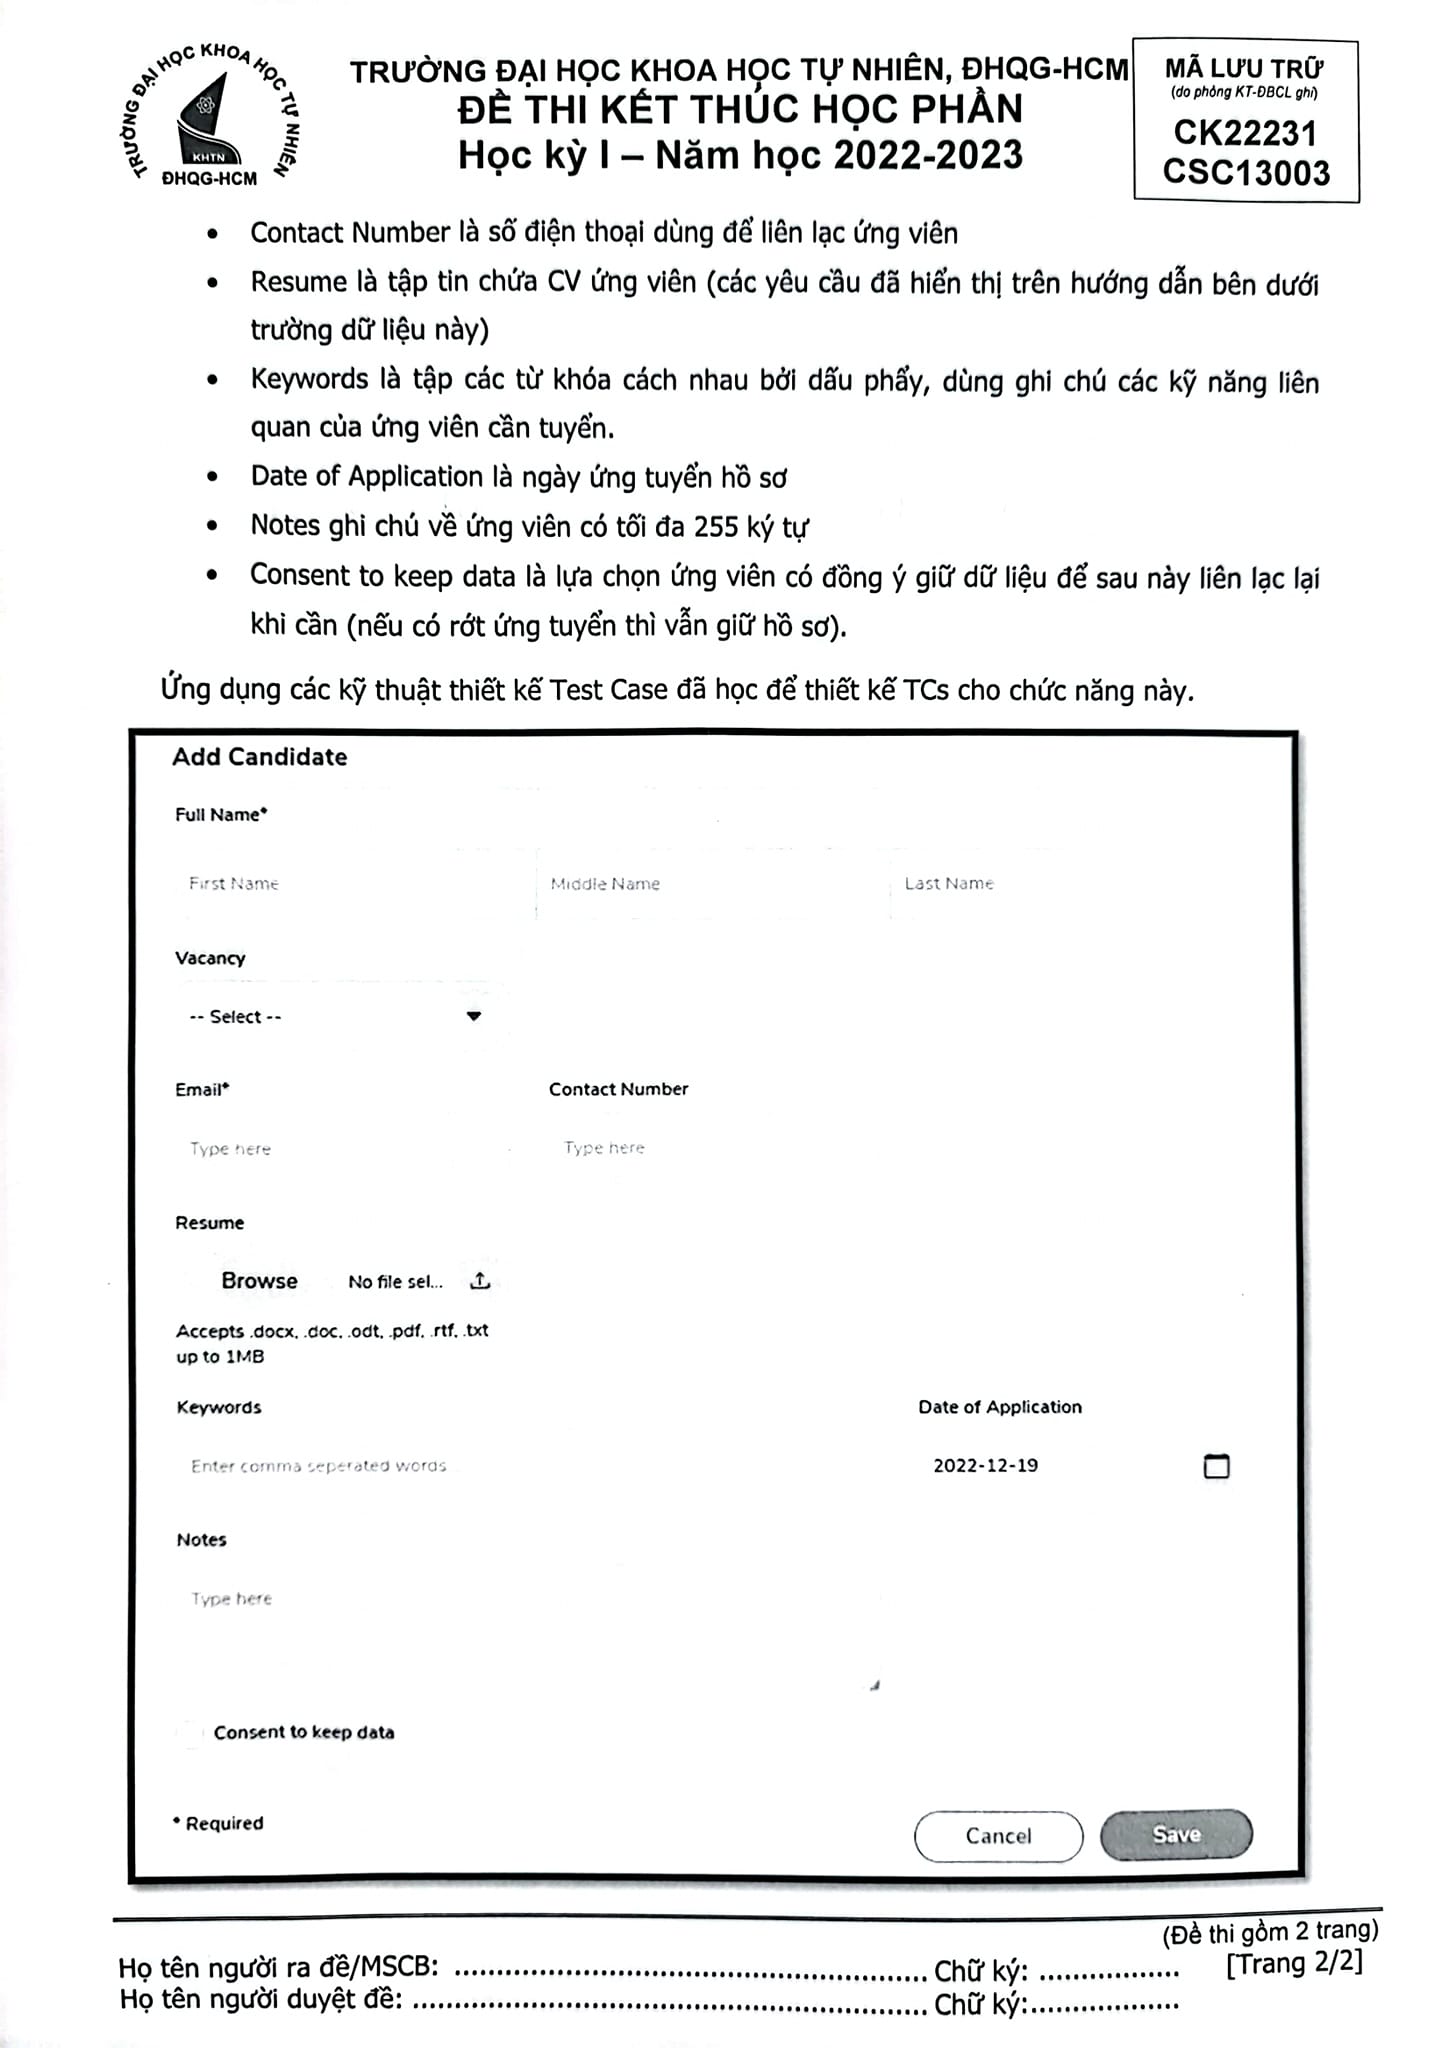 TRƯỜNG ĐẠI HỌC KHOA HỌC TỰ NHIÊN
KHTN
ĐHQG-HCM
TRƯỜNG ĐẠI HỌC KHOA HỌC TỰ NHIÊN, ĐHQG-HCM
ĐỀ THI KẾT THÚC HỌC PHẦN
Học kỳ I – Năm học 2022-2023
MÃ LƯU TRỮ
(do phòng KT-ĐBCL ghi)
CK22231
CSC13003
• Contact Number là số điện thoại dùng để liên lạc ứng viên
• Resume là tập tin chứa CV ứng viên (các yêu cầu đã hiển thị trên hướng dẫn bên dưới
trường dữ liệu này)
• Keywords là tập các từ khóa cách nhau bởi dấu phẩy, dùng ghi chú các kỹ năng liên
quan của ứng viên cần tuyển.
• Date of Application là ngày ứng tuyển hồ sơ
• Notes ghi chú về ứng viên có tối đa 255 ký tự
• Consent to keep data là lựa chọn ứng viên có đồng ý giữ dữ liệu để sau này liên lạc lại
khi cần (nếu có rớt ứng tuyển thì vẫn giữ hồ sơ).
Ứng dụng các kỹ thuật thiết kế Test Case đã học để thiết kế TCs cho chức năng này.
Add Candidate
Full Name*
First Name Middle Name Last Name
Vacancy
-- Select --
Email* Contact Number
Type here Type here
Resume
Browse No file sel...
Accepts .docx, .doc, .odt, .pdf, .rtf, .txt
up to 1MB
Keywords Date of Application
Enter comma seperated words 2022-12-19
Notes
Type here
Consent to keep data
* Required
Cancel Save
(Đề thi gồm 2 trang)
Họ tên người ra đề/MSCB: ................................................ Chữ ký: .................. [Trang 2/2]
Họ tên người duyệt đề: .................................................... Chữ ký:...................